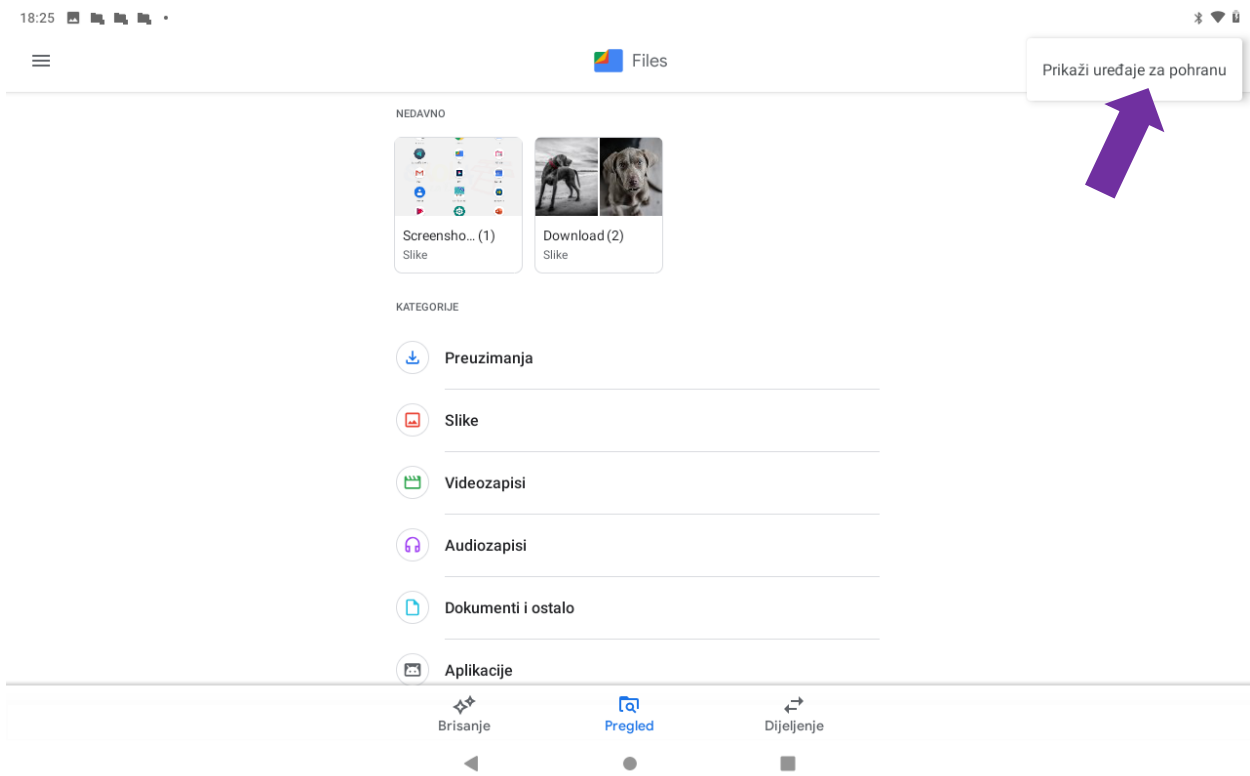 18:25
Files
Prikaži uređaje za pohranu
NEDAVNO
Screensho... (1)
Slike
Download (2)
Slike
KATEGORIJE
Preuzimanja
Slike
Videozapisi
Audiozapisi
Dokumenti i ostalo
Aplikacije
Brisanje
Pregled
Dijeljenje